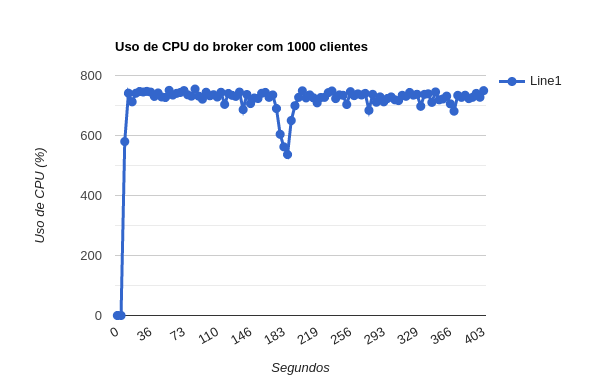 Uso de CPU do broker com 1000 clientes
Line1
Uso de CPU (%)
800
600
400
200
0
0 36 73 110 146 183 219 256 293 329 366 403
Segundos